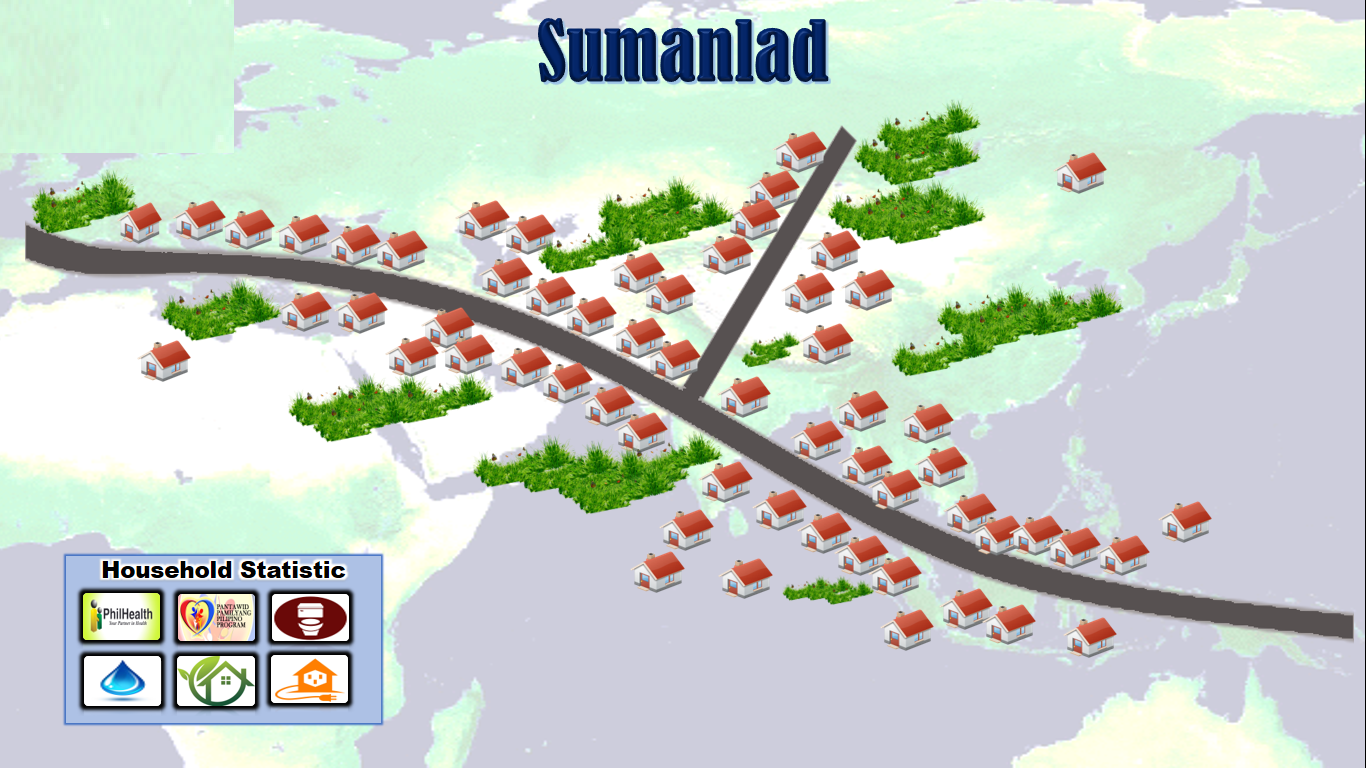 Sumanlad
Household Statistic
PhilHealth
Your Partner in Health
PANTAWID
PAMILYANG
PILIPINO
PROGRAM